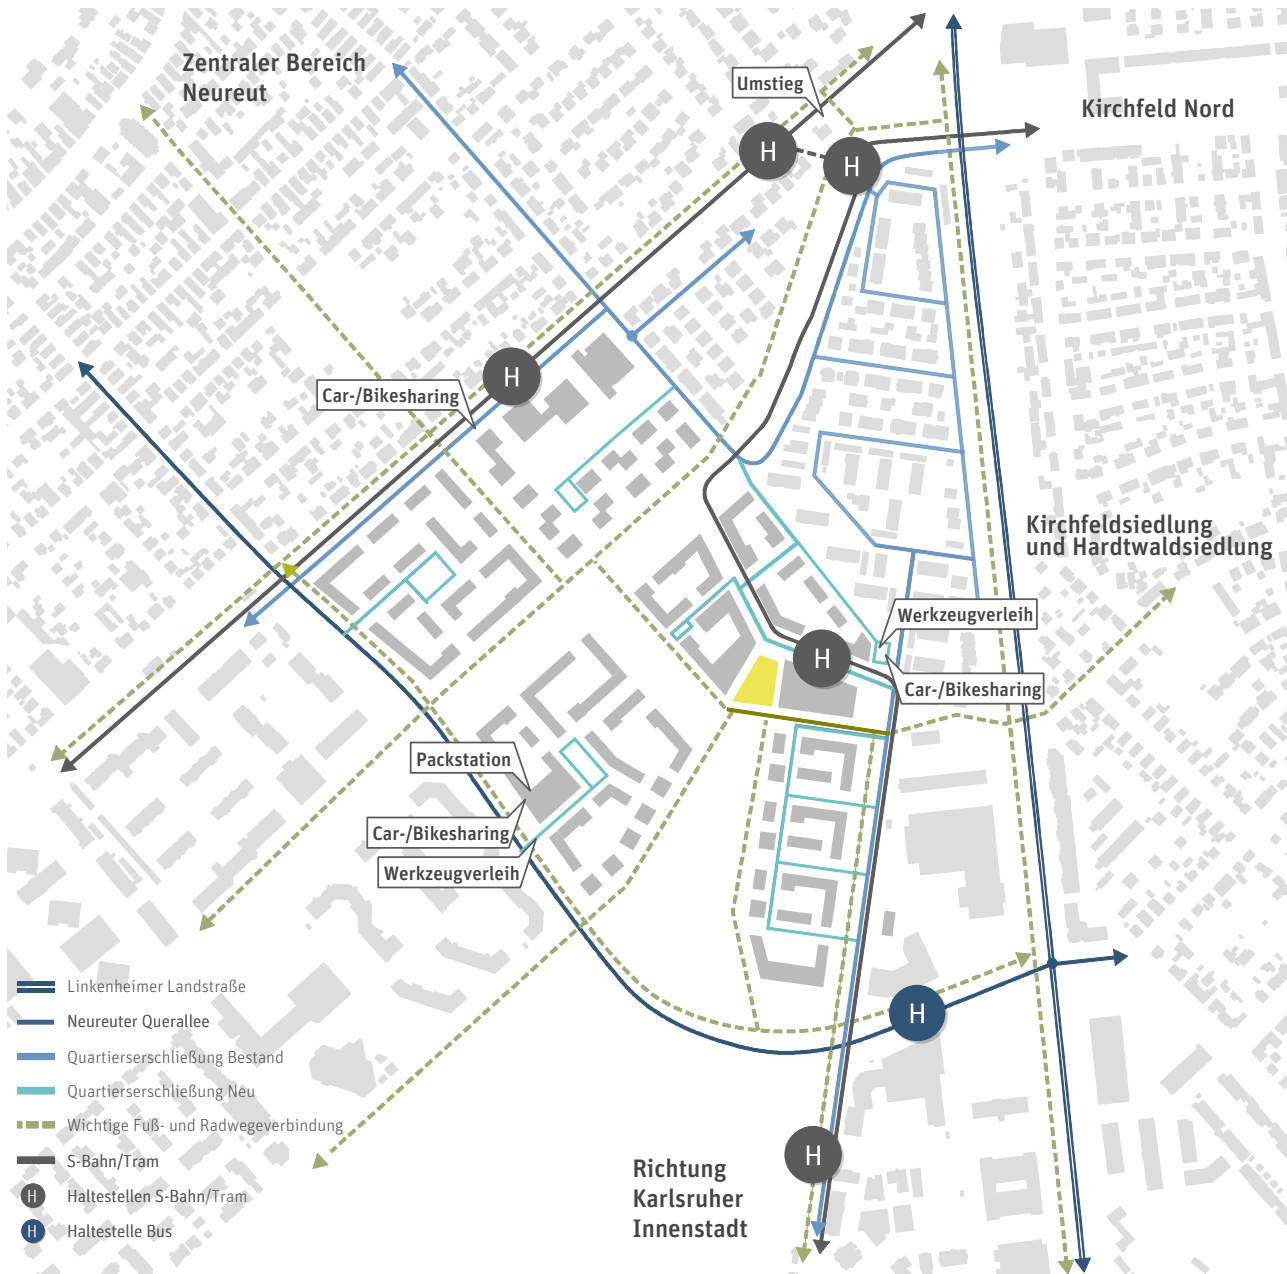 Zentraler Bereich
Neureut
Umstieg
Kirchfeld Nord
H
H
H
Car-/Bikesharing
Kirchfeldsiedlung
und Hardtwaldsiedlung
Werkzeugverleih
H
Car-/Bikesharing
Packstation
Car-/Bikesharing
Werkzeugverleih
H
H
Richtung
Karlsruher
Innenstadt
Linkenheimer Landstraße
Neureuter Querallee
Quartierserschließung Bestand
Quartierserschließung Neu
Wichtige Fuß- und Radwegeverbindung
S-Bahn/Tram
H Haltestellen S-Bahn/Tram
H Haltestelle Bus